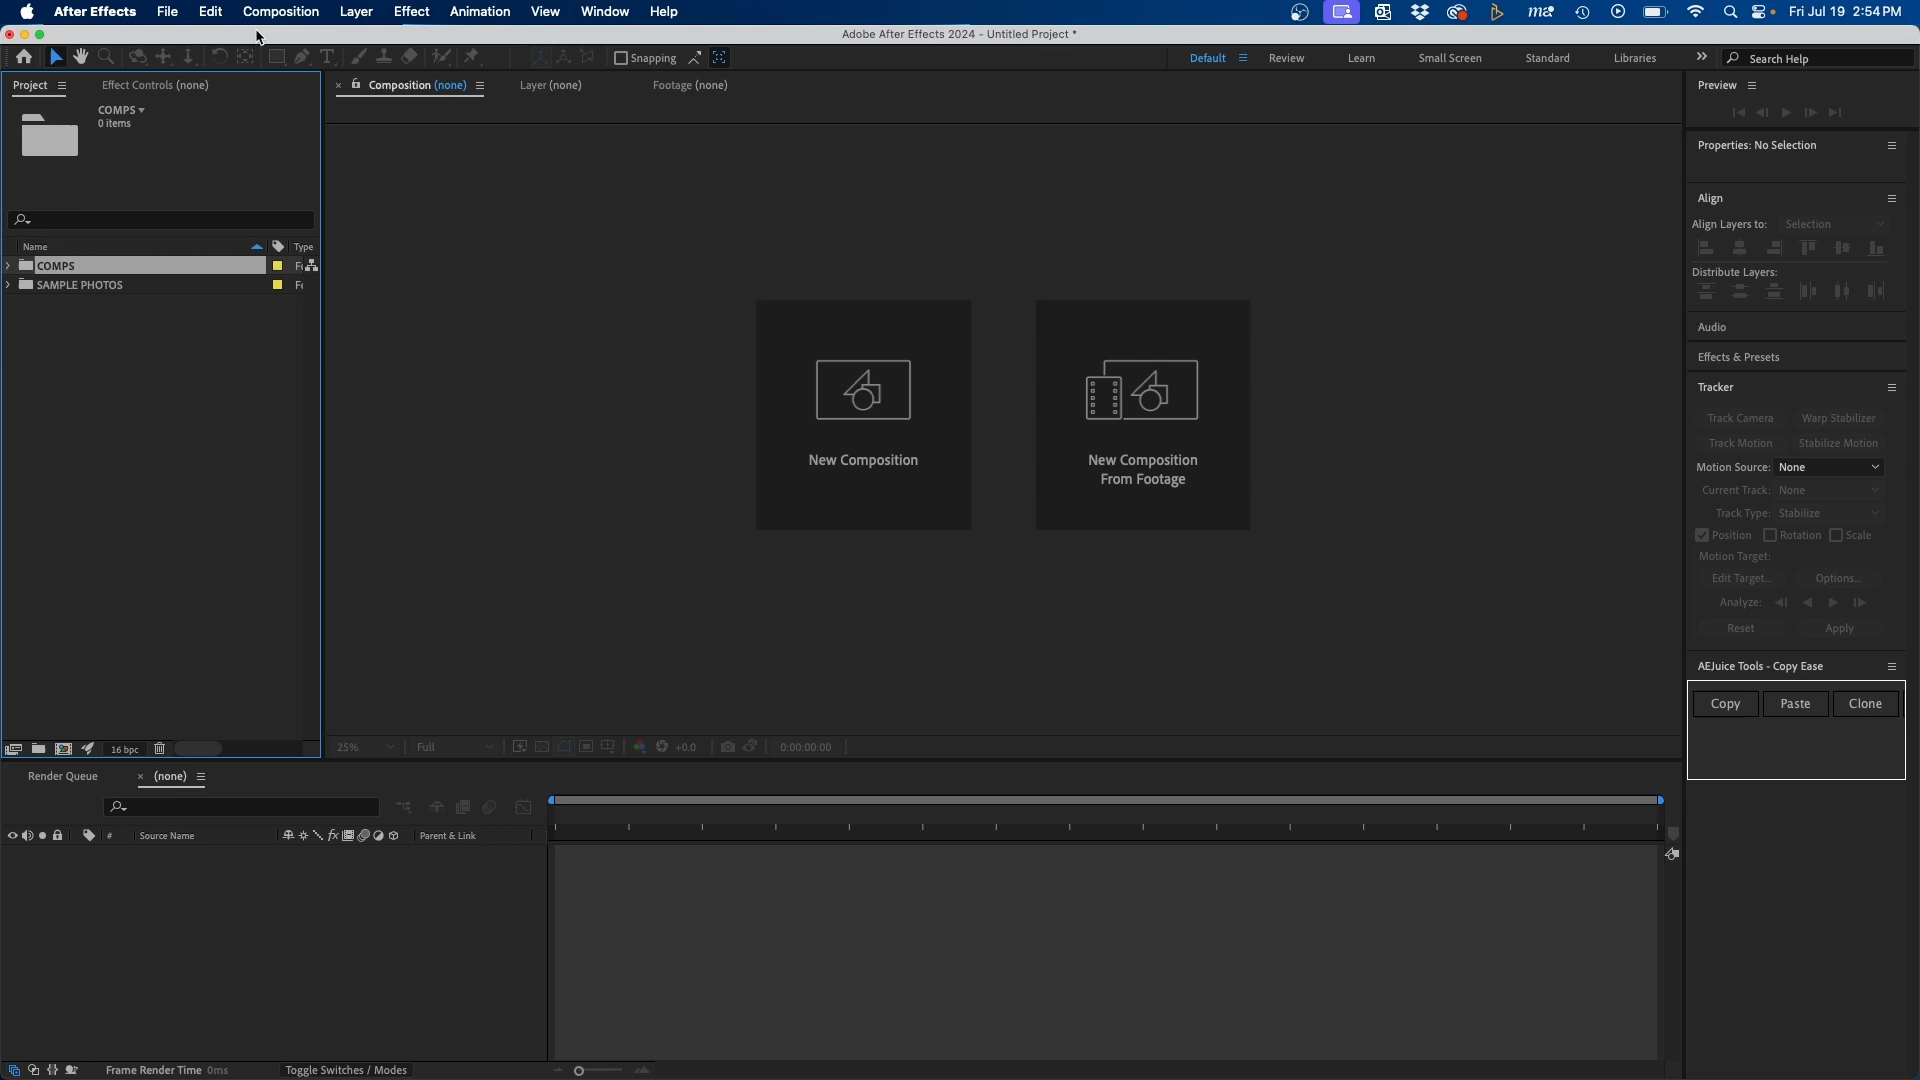 After Effects File Edit Composition Layer Effect Animation View Window Help
Fri Jul 19 2:54 PM
Adobe After Effects 2024 - Untitled Project *
Snapping
Default Review Learn Small Screen Standard Libraries
Search Help
Project
Effect Controls (none)
COMPS
0 items
Name
Type
COMPS
SAMPLE PHOTOS
16 bpc
Composition (none)
Layer (none)
Footage (none)
New Composition
New Composition
From Footage
25%
Full
+0.0
0:00:00:00
Preview
Properties: No Selection
Align
Align Layers to: Selection
Distribute Layers:
Audio
Effects & Presets
Tracker
Track Camera
Warp Stabilizer
Track Motion
Stabilize Motion
Motion Source: None
Current Track: None
Track Type: Stabilize
Position Rotation Scale
Motion Target:
Edit Target...
Options...
Analyze:
Reset
Apply
AEJuice Tools - Copy Ease
Copy
Paste
Clone
Render Queue
(none)
# Source Name
fx
Parent & Link
Frame Render Time 0ms
Toggle Switches / Modes